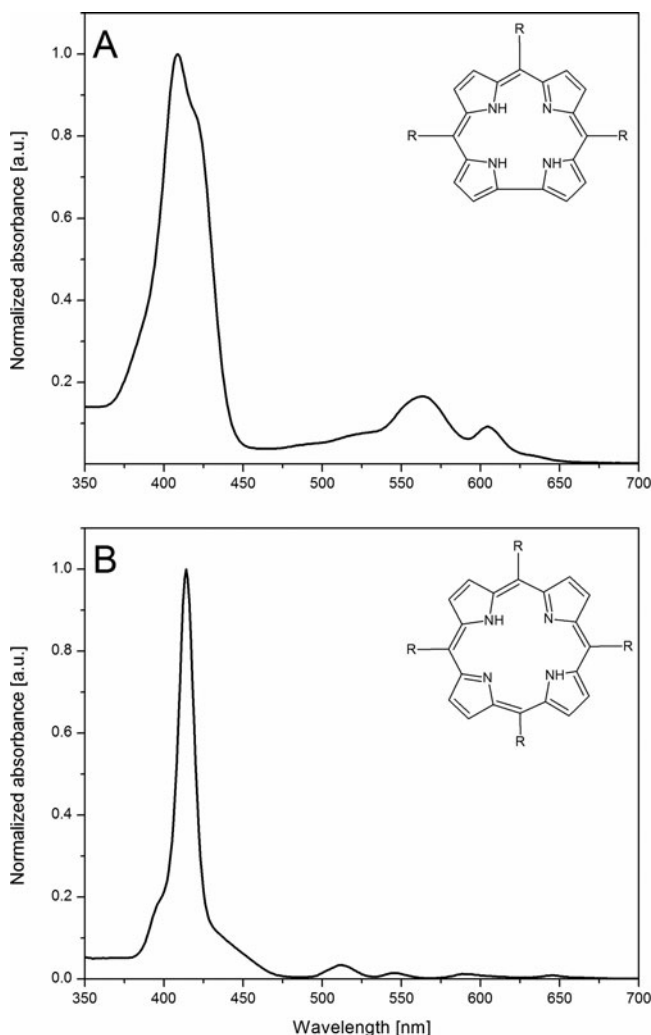 A
R
NH
N
R
R
NH
NH
Normalized absorbance [a.u.]
1.0
0.8
0.6
0.4
0.2
350
400
450
500
550
600
650
700
B
R
NH
N
R
R
N
NH
R
Normalized absorbance [a.u.]
1.0
0.8
0.6
0.4
0.2
0.0
350
400
450
500
550
600
650
700
Wavelength [nm]